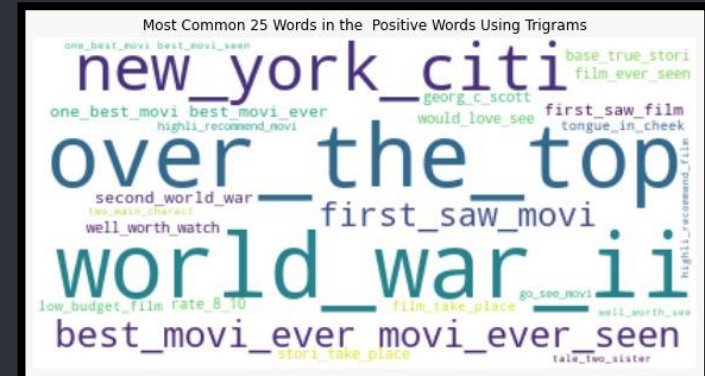 Most Common 25 Words in the  Positive Words Using Trigrams
one_best_movi best_movi_seen
new_york_citi
base_true_stori
film_ever_seen
georg_c_scott
one_best_movi best_movi_ever
first_saw_film
would_love_see
highli_recommend_movi
tongue_in_cheek
over_the_top
highli_recommend_film
second_world_war
two_main_charact
first_saw_movi
well_worth_watch
world_war_ii
go_see_movi
low_budget_film
rate_8_10
film_take_place
well_worth_see
best_movi_ever movi_ever_seen
stori_take_place
tale_two_sister